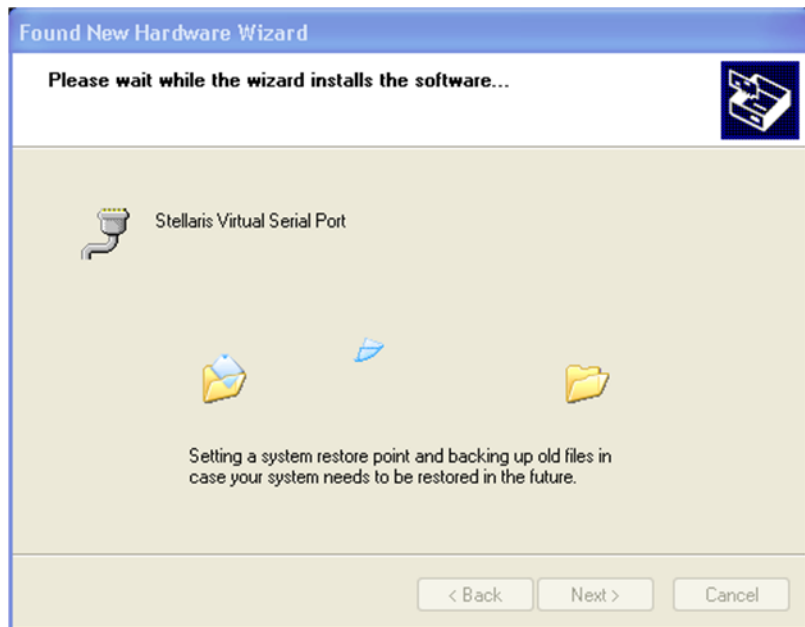 Found New Hardware Wizard
Please wait while the wizard installs the software...
Stellaris Virtual Serial Port
Setting a system restore point and backing up old files in
case your system needs to be restored in the future.
< Back
Next >
Cancel